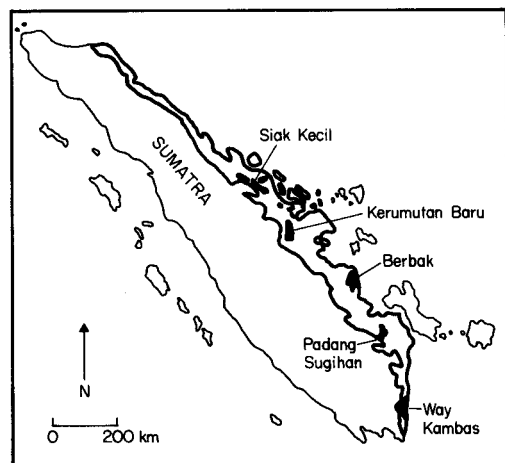 SUMATRA
Siak Kecil
Kerumutan Baru
Berbak
Padang
Sugihan
Way
Kambas
N
0 200 km